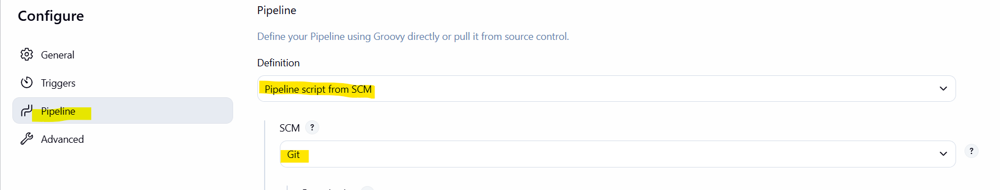 Configure
General
Triggers
Pipeline
Advanced
Pipeline
Define your Pipeline using Groovy directly or pull it from source control.
Definition
Pipeline script from SCM
SCM ?
Git
?